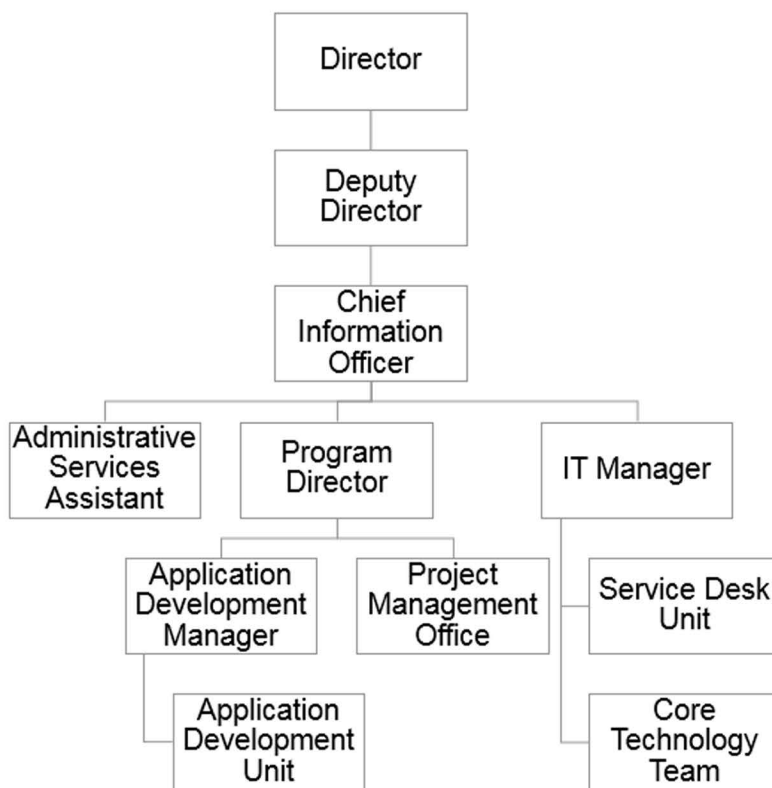 Director
Deputy
Director
Chief
Information
Officer
Administrative
Services
Assistant
Program
Director
IT Manager
Application
Development
Manager
Project
Management
Office
Service Desk
Unit
Application
Development
Unit
Core
Technology
Team